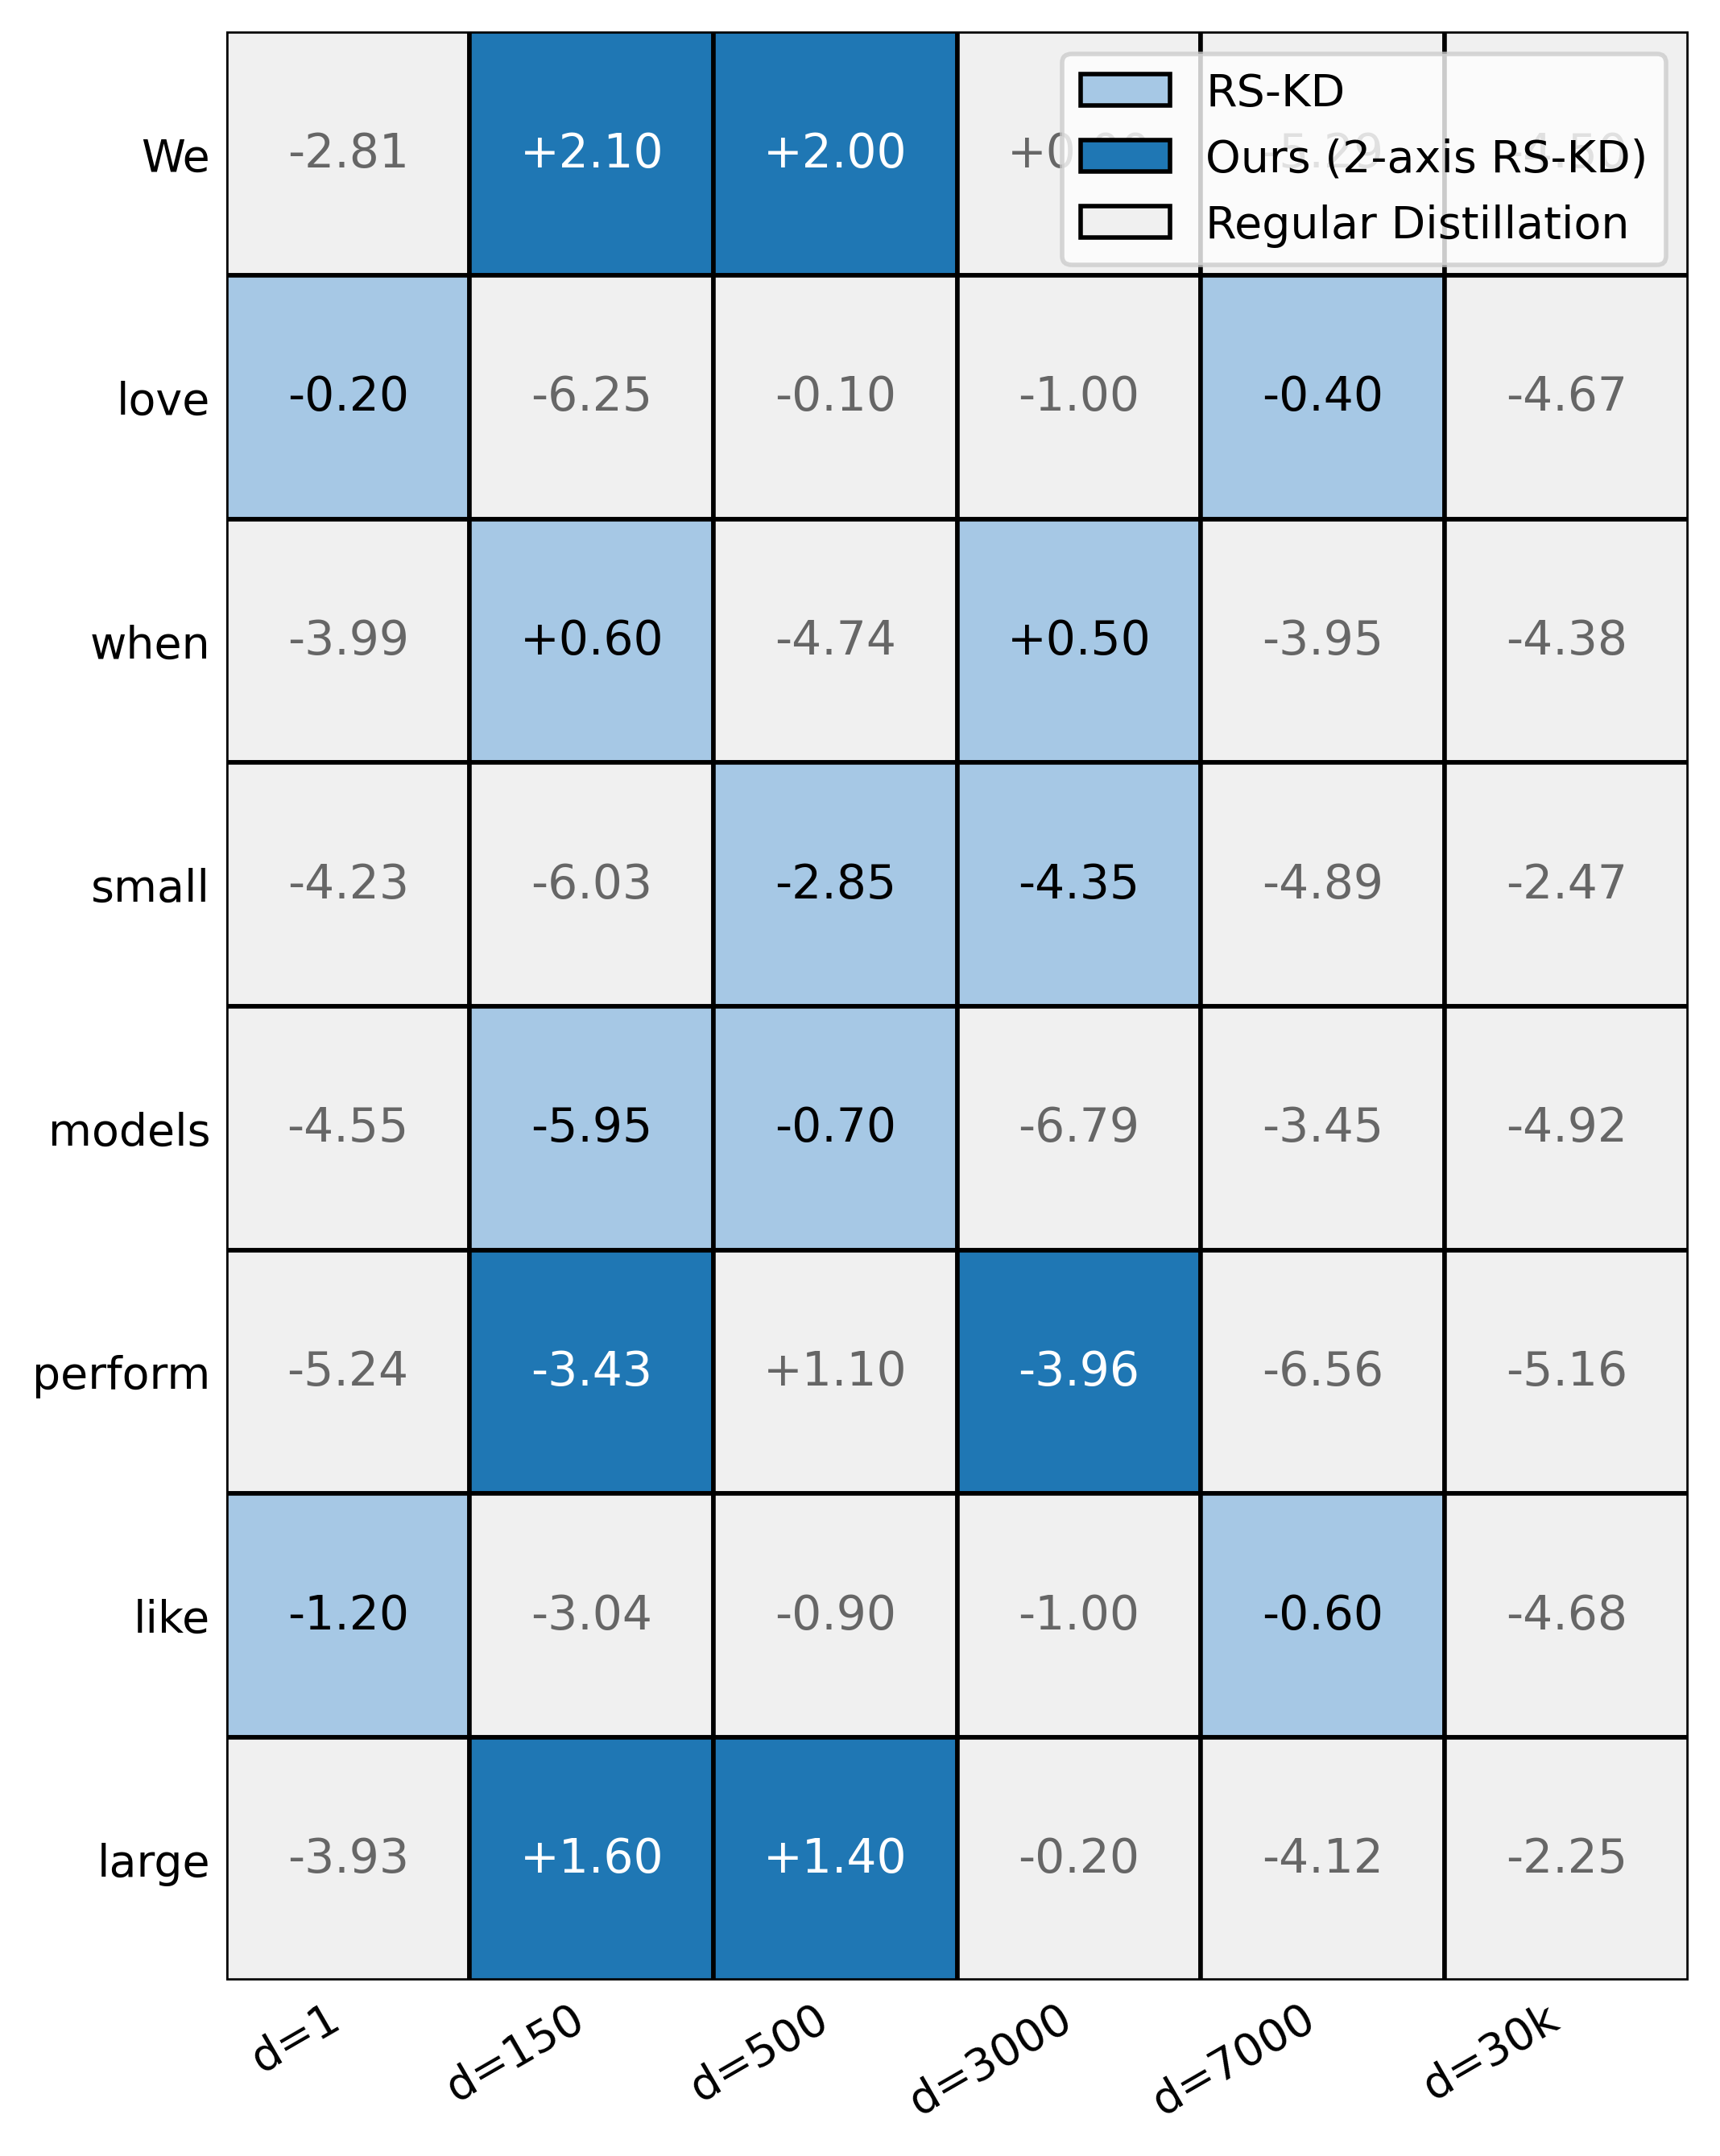 RS-KD
Ours (2-axis RS-KD)
Regular Distillation
We -2.81 +2.10 +2.00 -5.29
love -0.20 -6.25 -0.10 -1.00 -0.40 -4.67
when -3.99 +0.60 -4.74 +0.50 -3.95 -4.38
small -4.23 -6.03 -2.85 -4.35 -4.89 -2.47
models -4.55 -5.95 -0.70 -6.79 -3.45 -4.92
perform -5.24 -3.43 +1.10 -3.96 -6.56 -5.16
like -1.20 -3.04 -0.90 -1.00 -0.60 -4.68
large -3.93 +1.60 +1.40 -0.20 -4.12 -2.25
d=1 d=150 d=500 d=3000 d=7000 d=30k